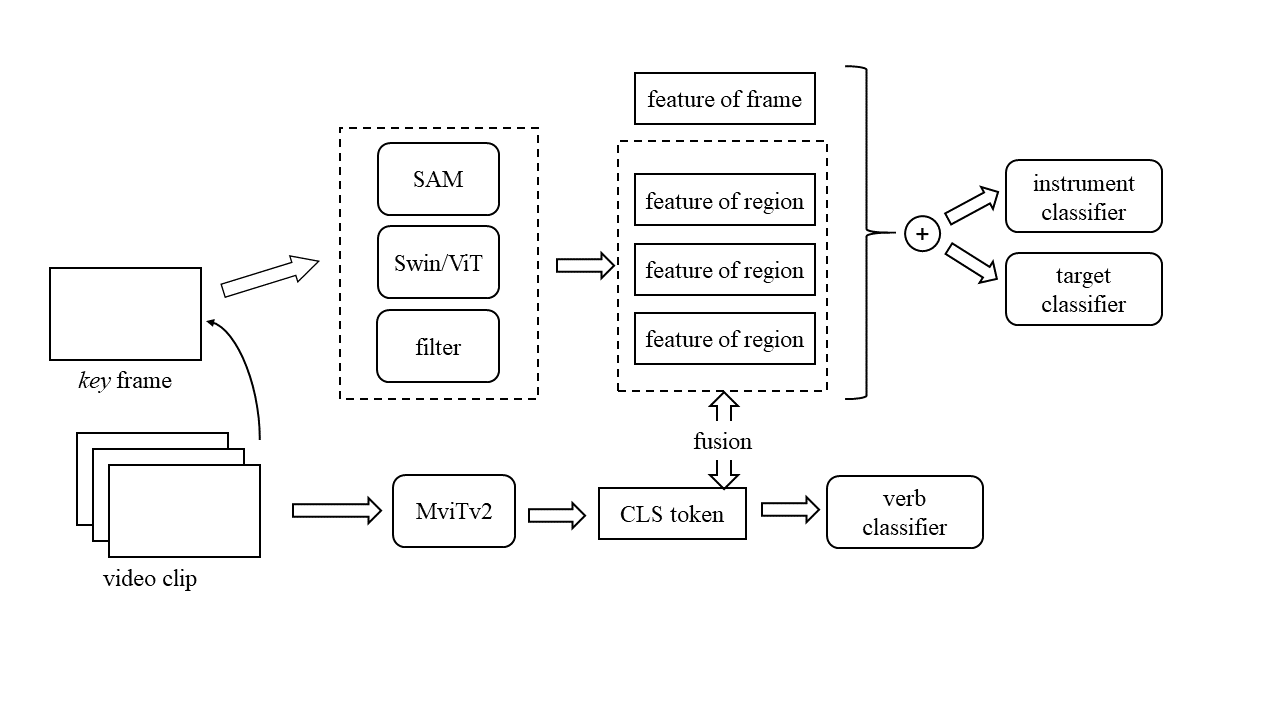 feature of frame
SAM
Swin/ViT
filter
feature of region
feature of region
feature of region
+
instrument
classifier
target
classifier
key frame
fusion
MviTv2
CLS token
verb
classifier
video clip